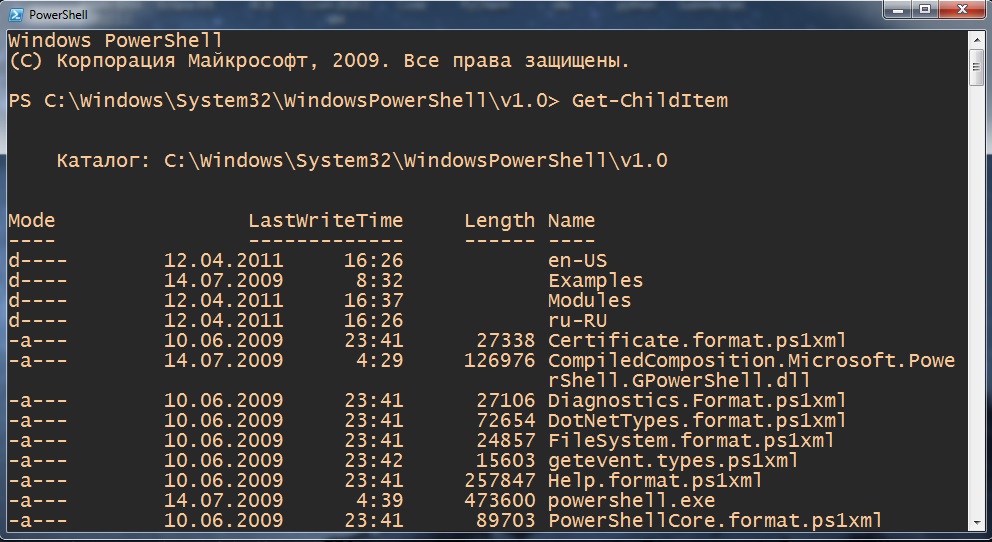 PowerShell
Windows PowerShell
(C) Корпорация Майкрософт, 2009. Все права защищены.
PS C:\Windows\System32\WindowsPowerShell\v1.0> Get-ChildItem
Каталог: C:\Windows\System32\WindowsPowerShell\v1.0
Mode                LastWriteTime     Length Name
----                -------------     ------ ----
d----        12.04.2011     16:26            en-US
d----        14.07.2009      8:32            Examples
d----        12.04.2011     16:37            Modules
d----        12.04.2011     16:26            ru-RU
-a---        10.06.2009     23:41      27338 Certificate.format.ps1xml
-a---        14.07.2009      4:29     126976 CompiledComposition.Microsoft.Powe
rShell.GPowerShell.dll
-a---        10.06.2009     23:41      27106 Diagnostics.Format.ps1xml
-a---        10.06.2009     23:41      72654 DotNetTypes.format.ps1xml
-a---        10.06.2009     23:41      24857 FileSystem.format.ps1xml
-a---        10.06.2009     23:42      15603 getevent.types.ps1xml
-a---        10.06.2009     23:41     257847 Help.format.ps1xml
-a---        14.07.2009      4:39     473600 powershell.exe
-a---        10.06.2009     23:41      89703 PowerShellCore.format.ps1xml